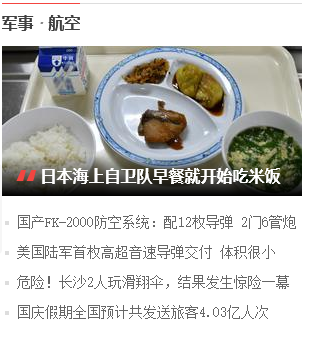 军事·航空
日本海上自卫队早餐就开始吃米饭
国产FK-2000防空系统：配12枚导弹 2门6管炮
美国陆军首枚高超音速导弹交付 体积很小
危险！长沙2人玩滑翔伞，结果发生惊险一幕
国庆假期全国预计共发送旅客4.03亿人次